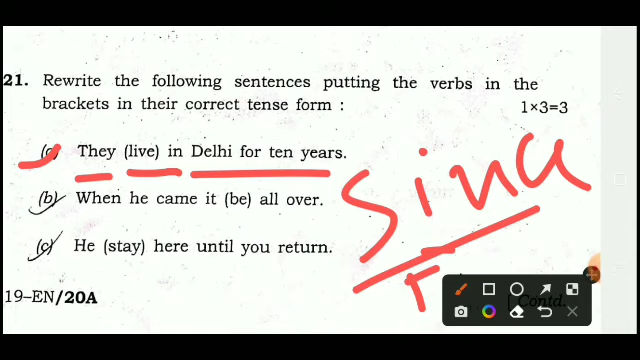 21. Rewrite the following sentences putting the verbs in the
brackets in their correct tense form : 1×3=3
(a) They (live) in Delhi for ten years.
(b) When he came it (be) all over.
(c) He (stay) here until you return.
since
19–EN/20A Contd.